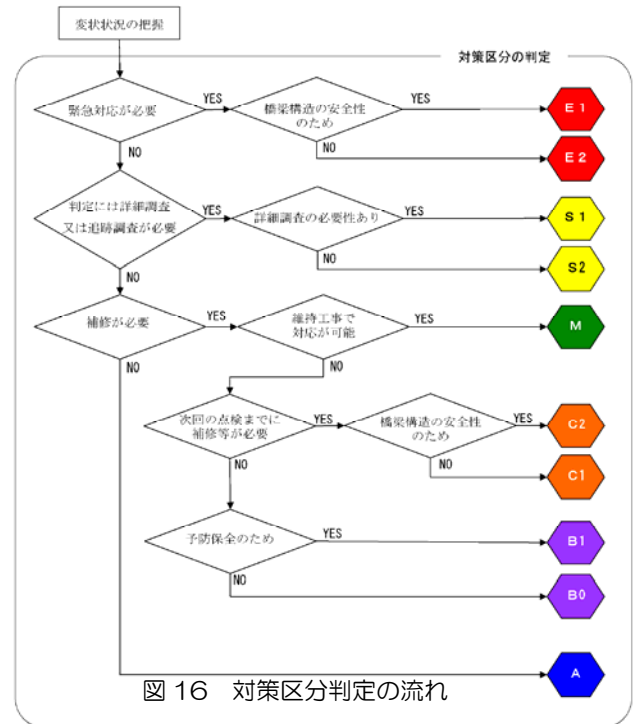 変状状況の把握
対策区分の判定
緊急対応が必要
YES
橋梁構造の安全性
のため
YES
E1
NO
NO
E2
判定には詳細調査
又は追跡調査が必要
YES
詳細調査の必要性あり
YES
S1
NO
NO
S2
補修が必要
YES
維持工事で
対応が可能
YES
M
NO
NO
次回の点検までに
補修等が必要
YES
橋梁構造の安全性
のため
YES
C2
NO
NO
C1
予防保全のため
YES
B1
NO
B0
A
図 16 対策区分判定の流れ